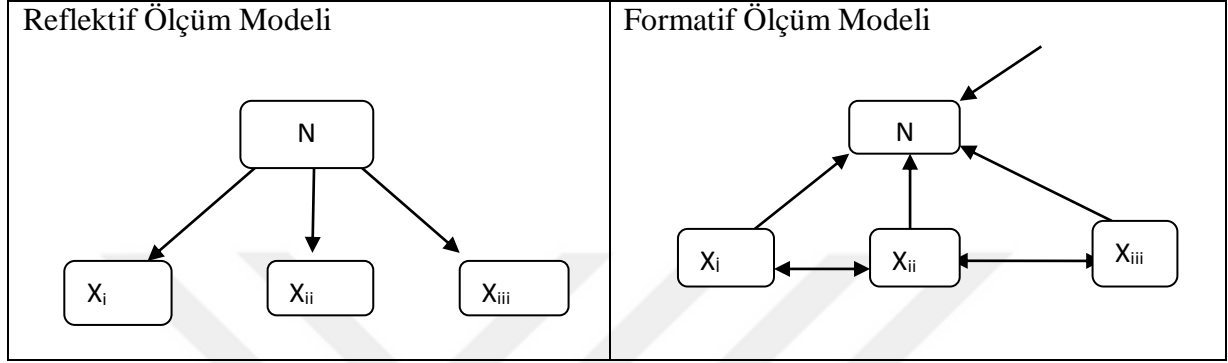 Reflektif Ölçüm Modeli
N
Xi
Xii
Xiii
Formatif Ölçüm Modeli
N
Xİ
Xii
Xiii